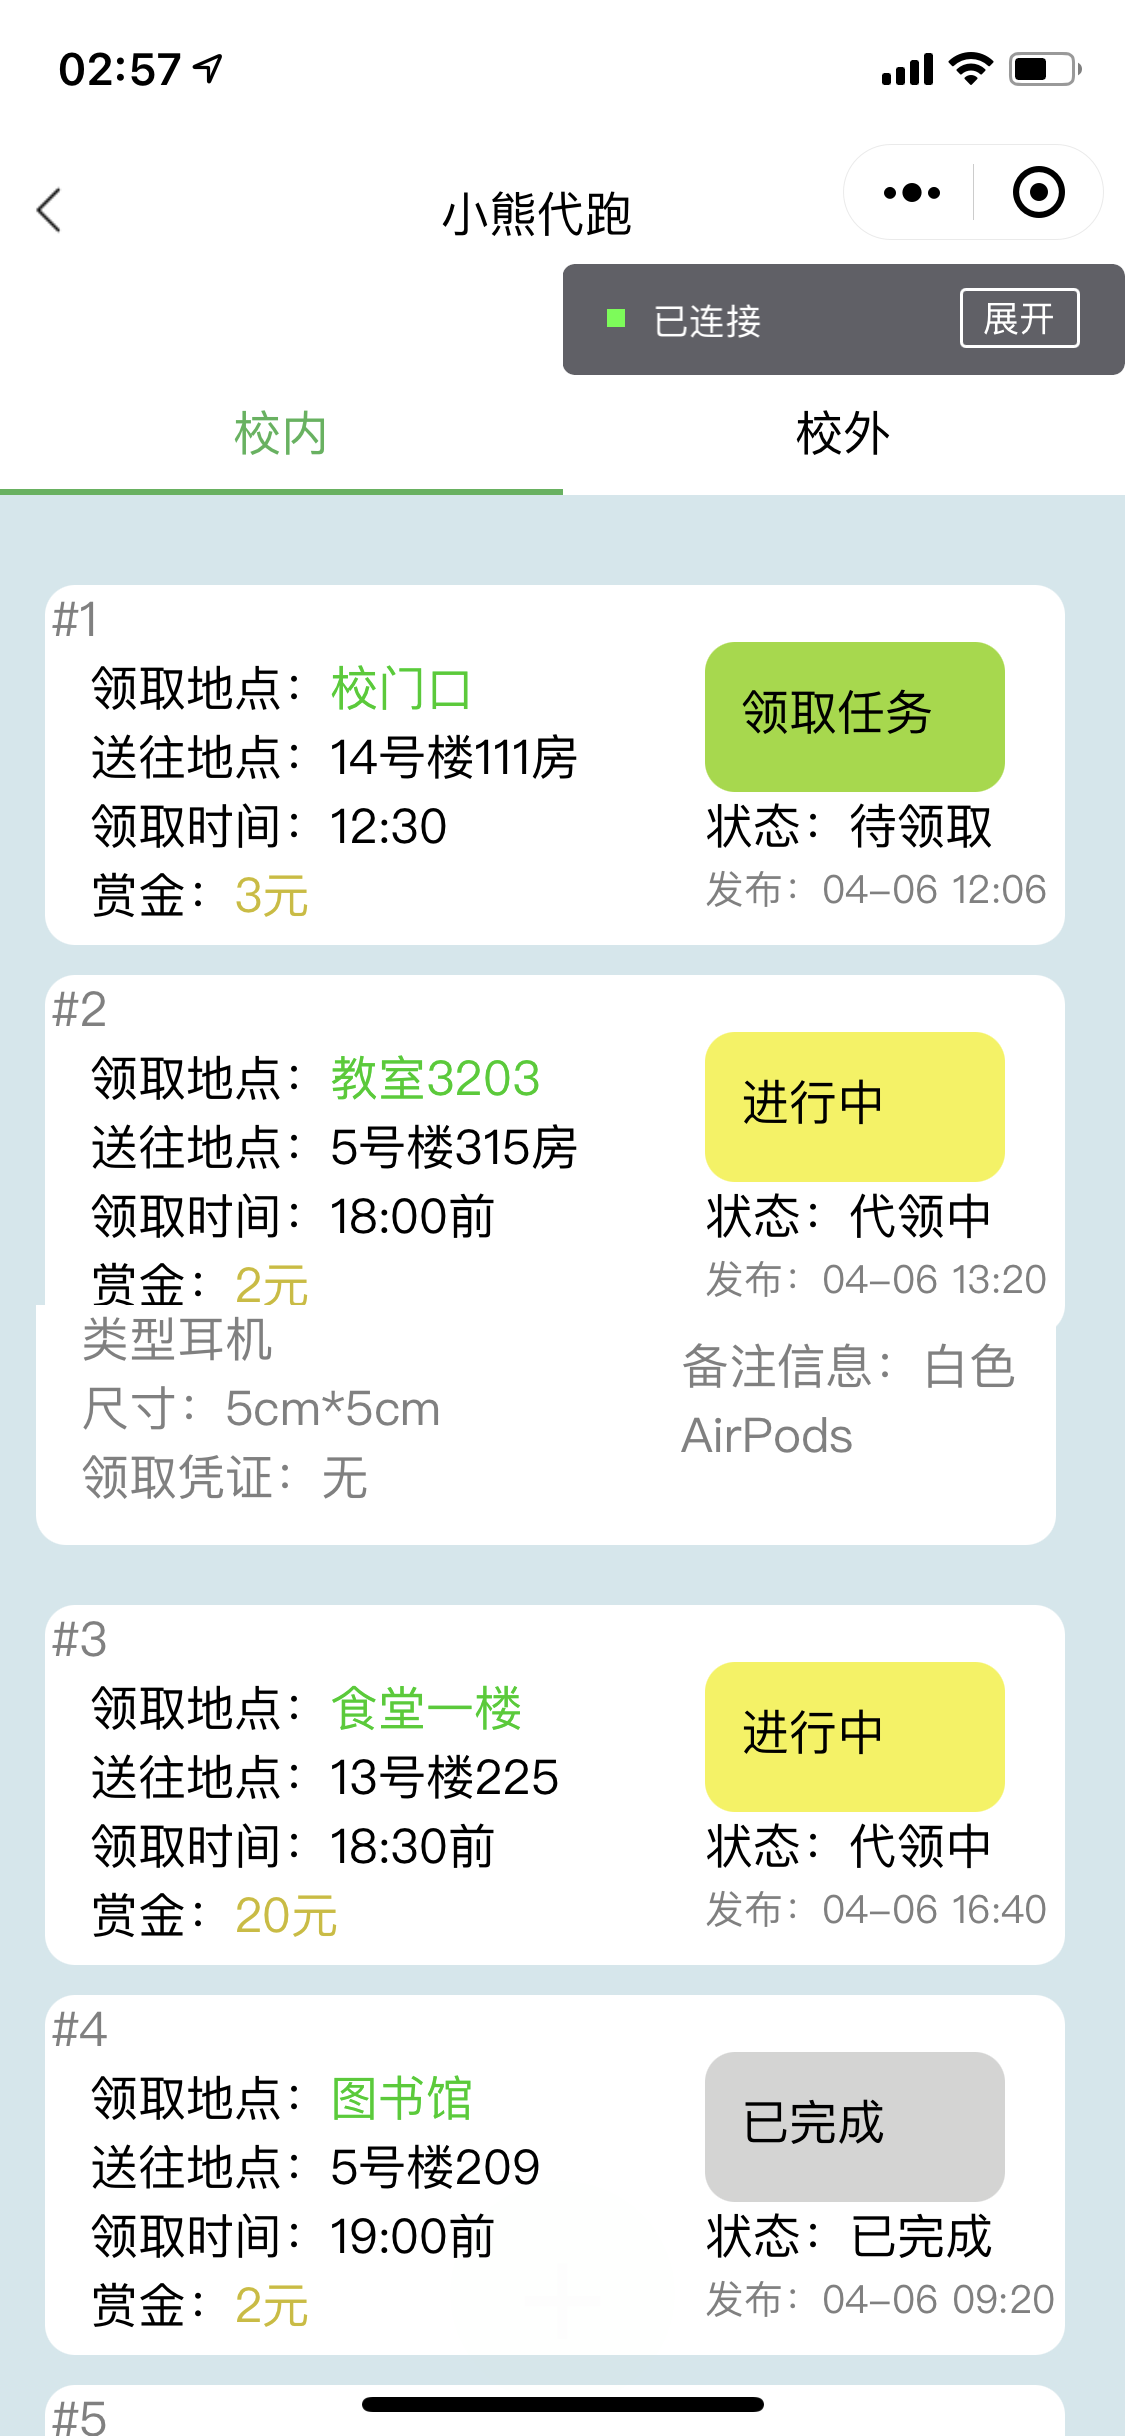 02:57
小熊代跑
已连接 展开
校内 校外
#1
领取地点：校门口
送往地点：14号楼111房
领取时间：12:30
赏金：3元
领取任务
状态：待领取
发布：04-06 12:06
#2
领取地点：教室3203
送往地点：5号楼315房
领取时间：18:00前
赏金：2元
进行中
状态：代领中
发布：04-06 13:20
类型耳机
尺寸：5cm*5cm
领取凭证：无
备注信息：白色
AirPods
#3
领取地点：食堂一楼
送往地点：13号楼225
领取时间：18:30前
赏金：20元
进行中
状态：代领中
发布：04-06 16:40
#4
领取地点：图书馆
送往地点：5号楼209
领取时间：19:00前
赏金：2元
已完成
状态：已完成
发布：04-06 09:20
#5